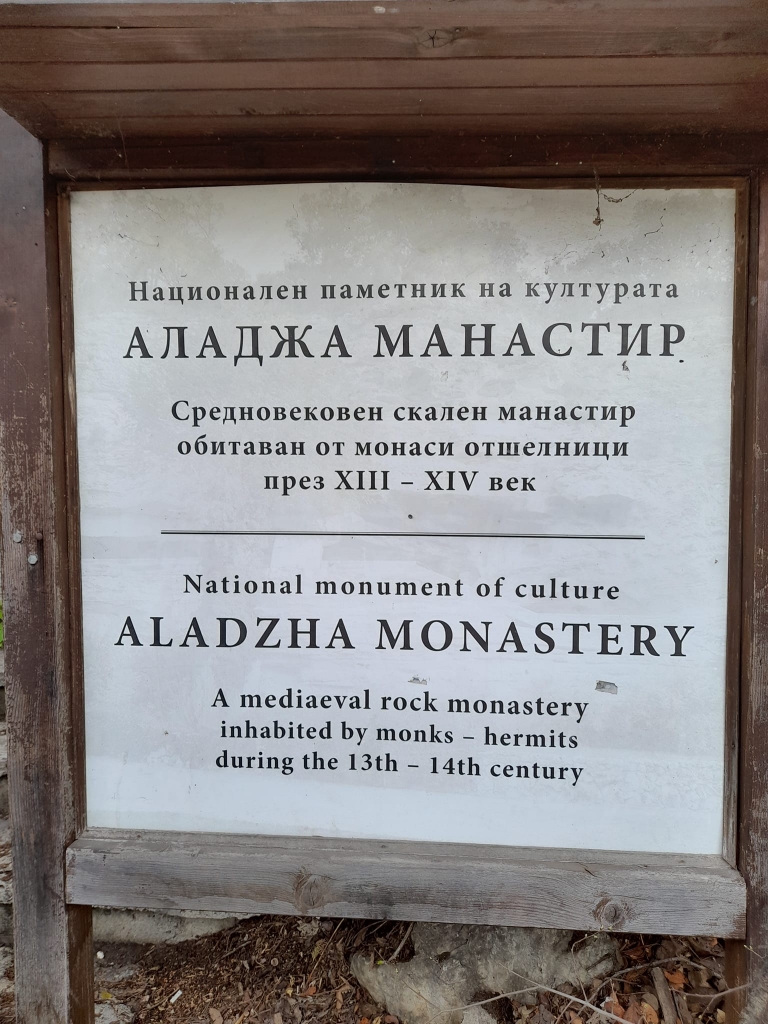 Национален паметник на културата
АЛАДЖА МАНАСТИР
Средновековен скален манастир
обитаван от монаси отшелници
през XIII – XIV век
National monument of culture
ALADZHA MONASTERY
A mediaeval rock monastery
inhabited by monks – hermits
during the 13th – 14th century